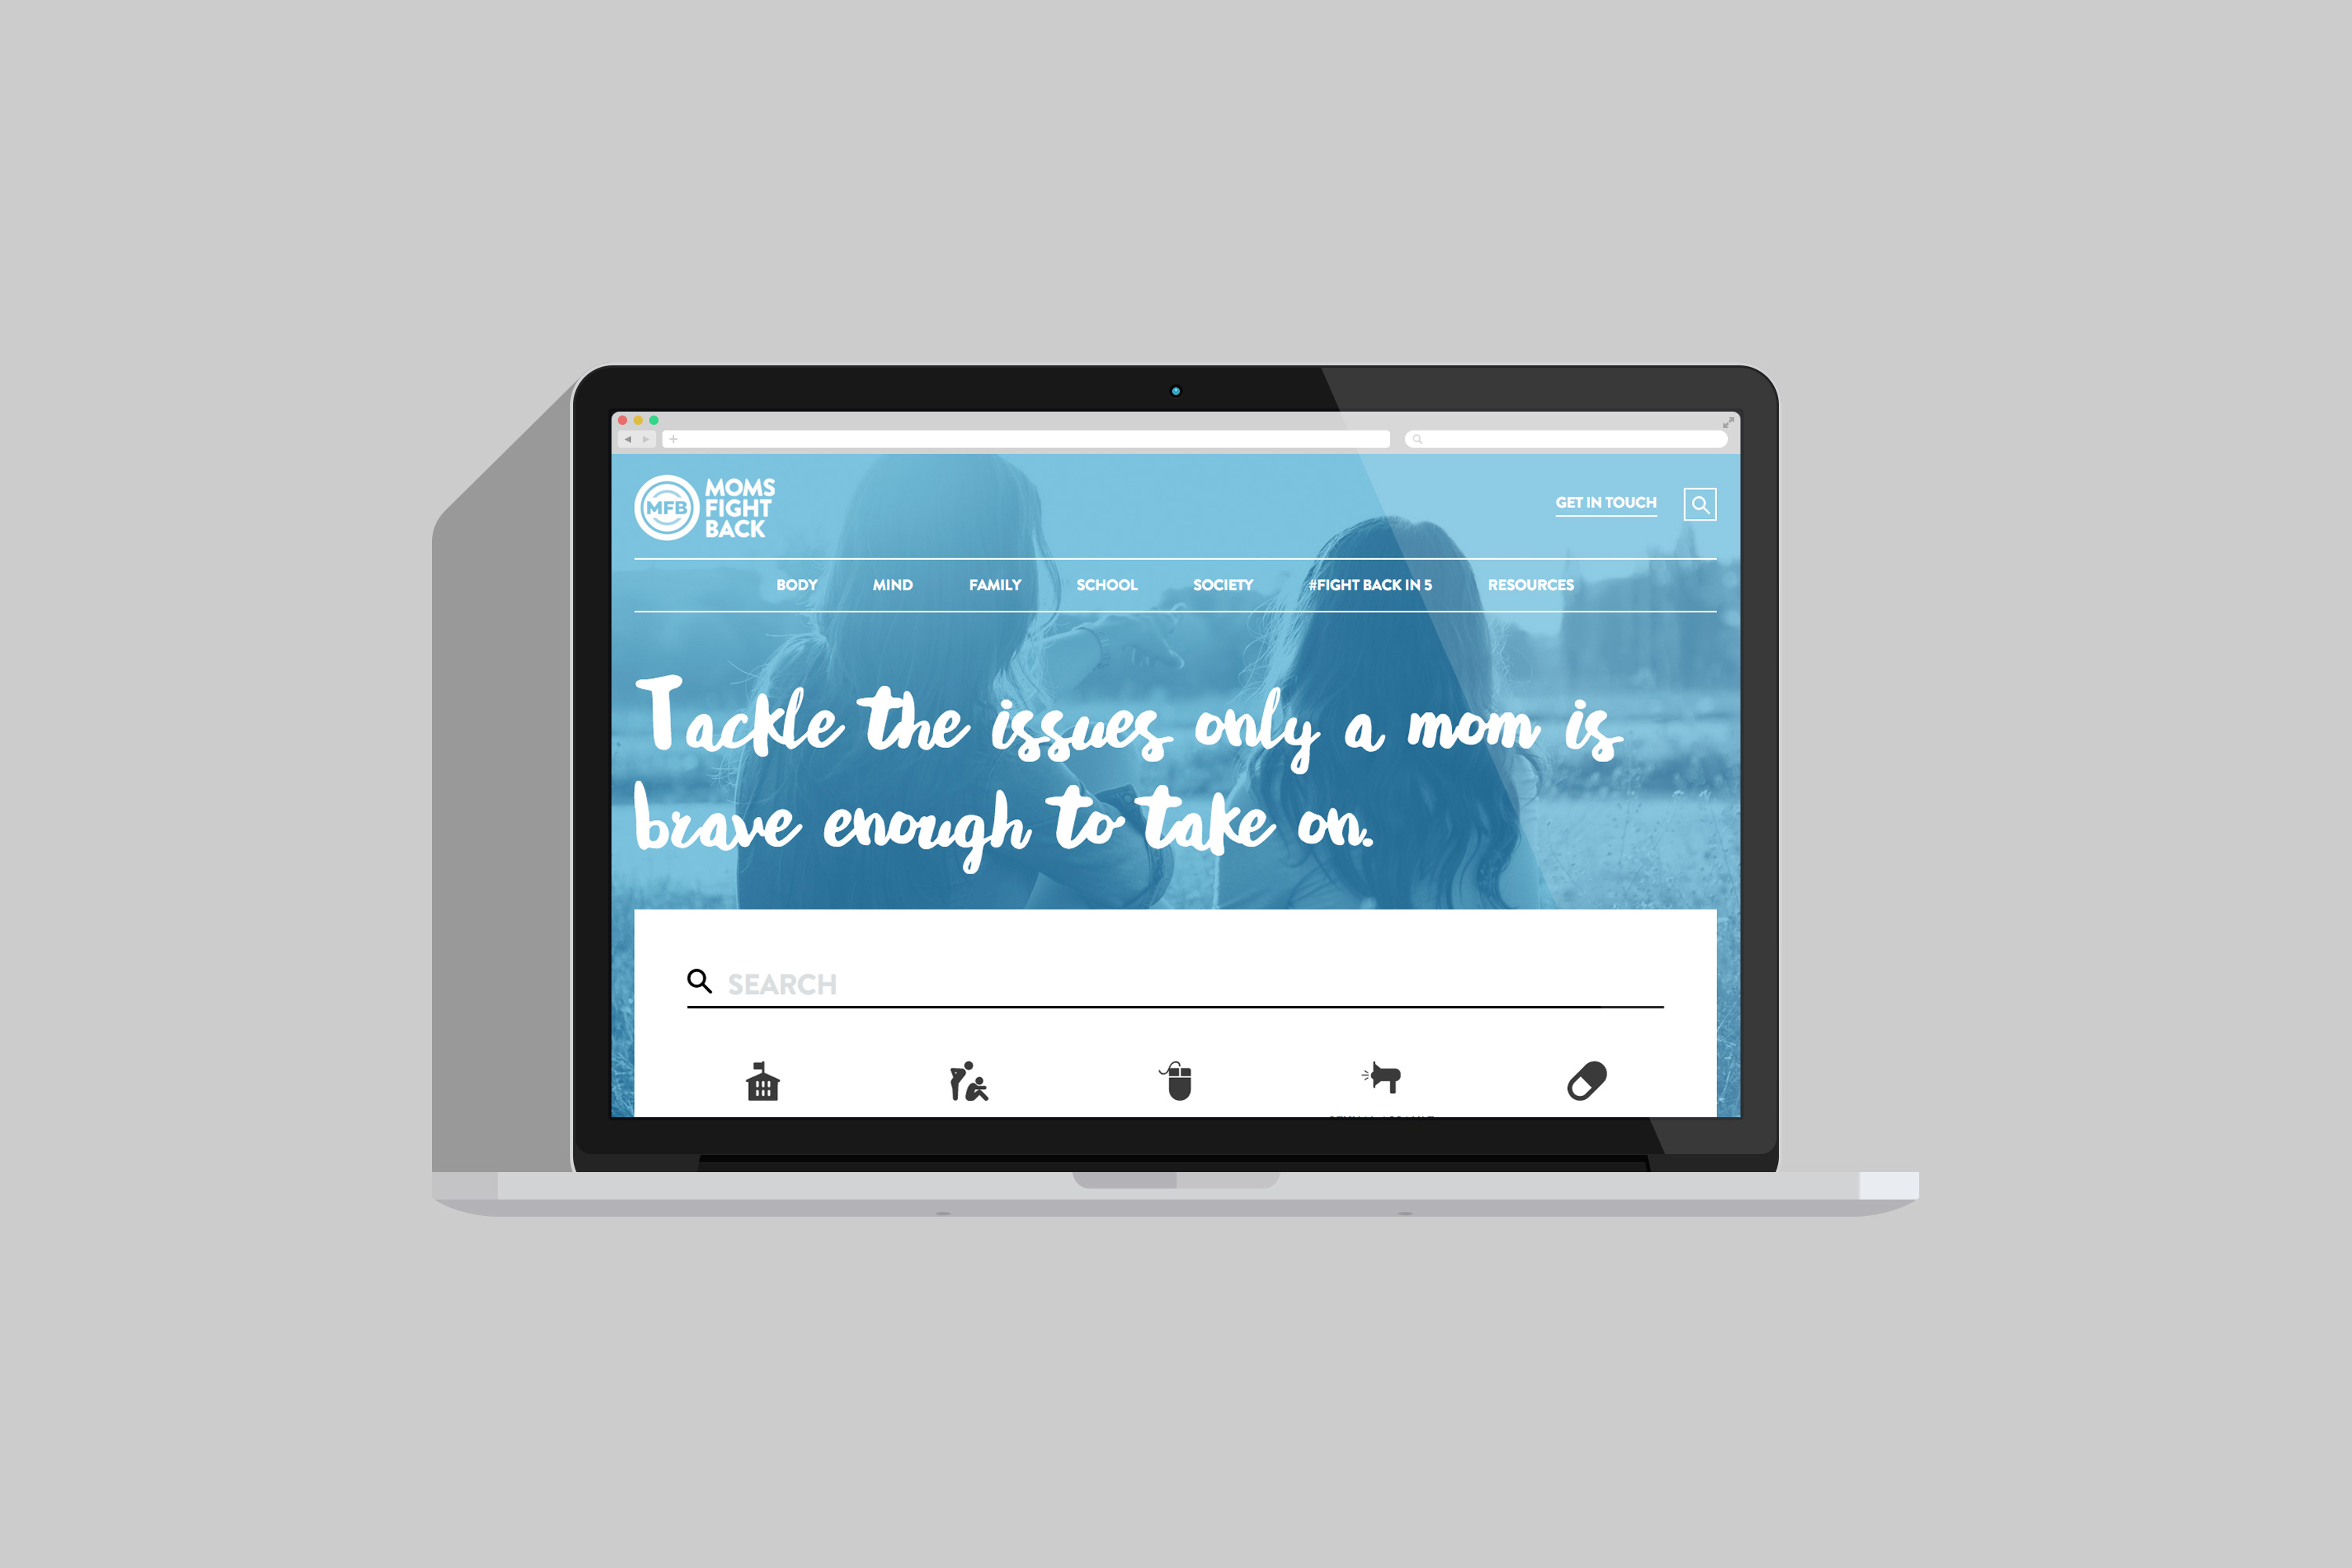 MFB
MOMS
FIGHT
BACK
GET IN TOUCH
BODY MIND FAMILY SCHOOL SOCIETY #FIGHT BACK IN 5 RESOURCES
Tackle the issues only a mom is
brave enough to take on.
SEARCH